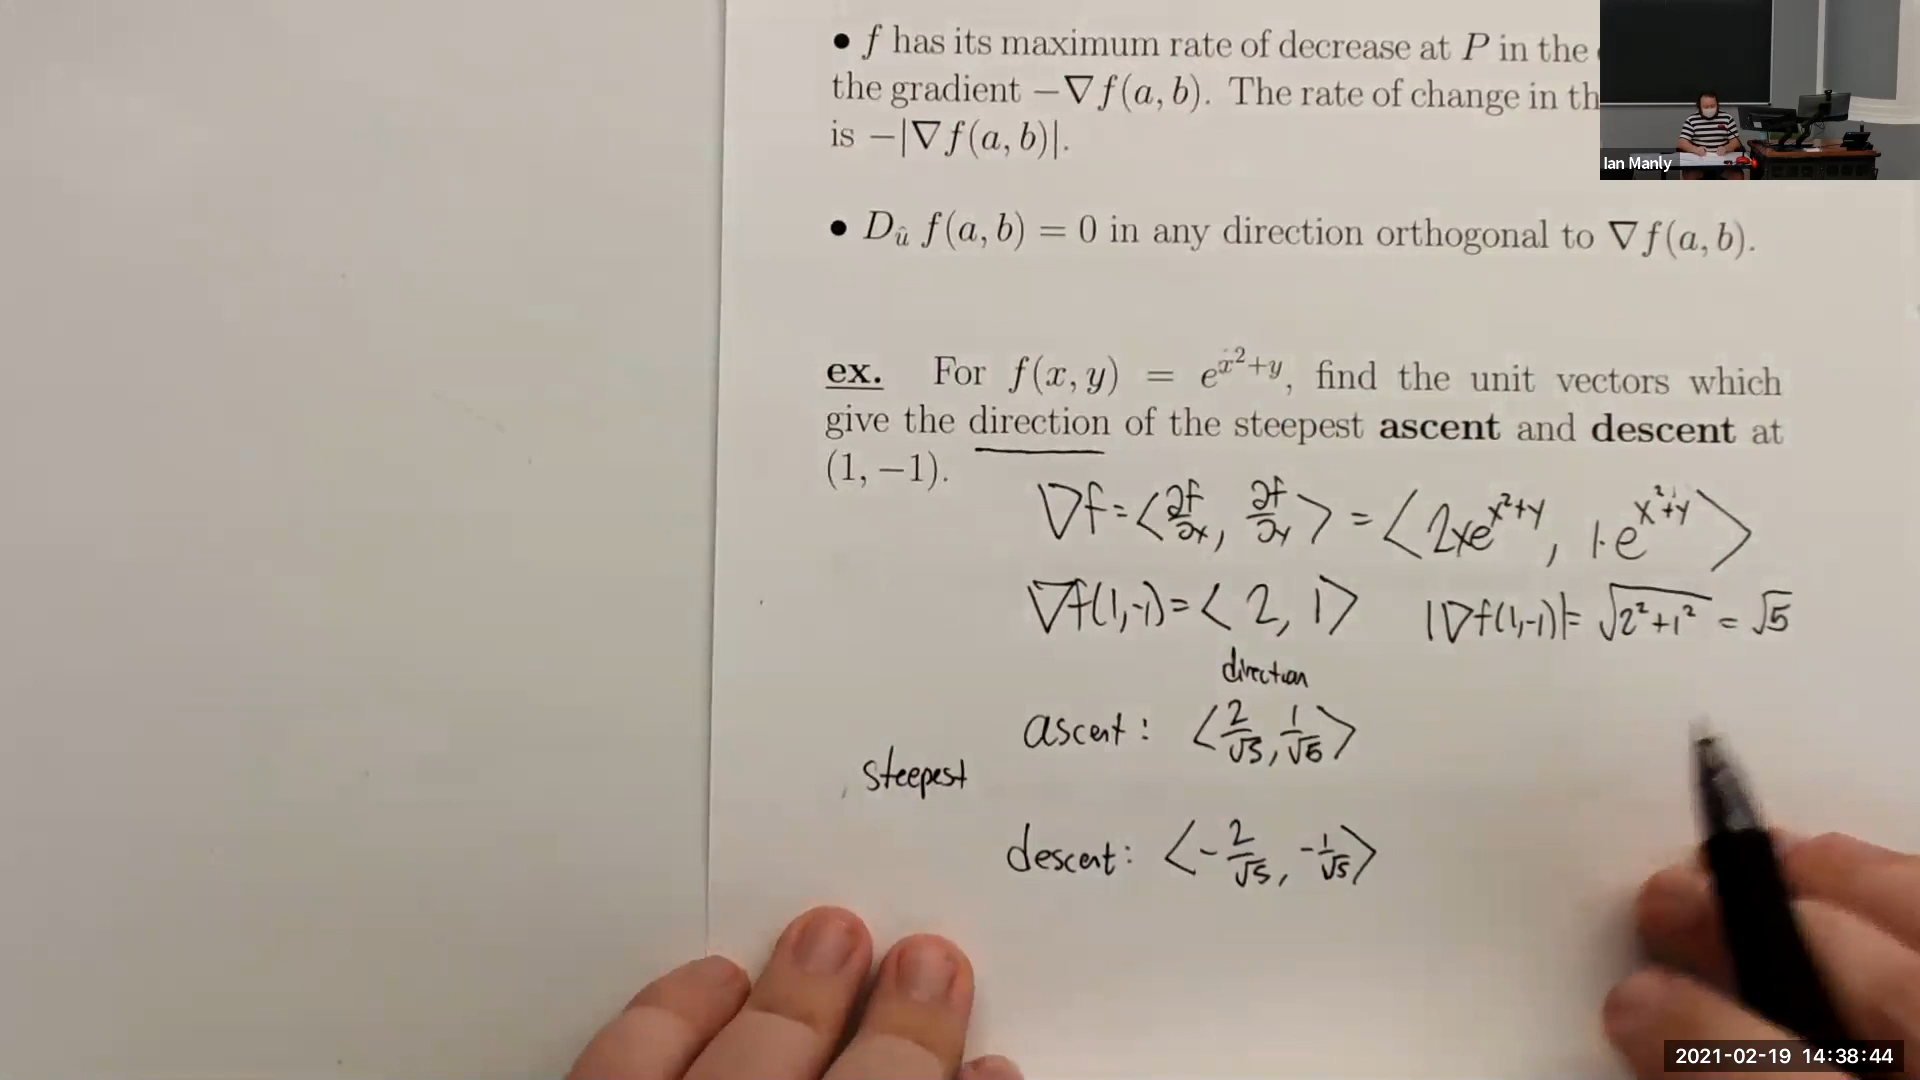 • f has its maximum rate of decrease at P in the
the gradient −∇f(a, b). The rate of change in th
is −|∇f(a, b)|.
Ian Manly
• D_û f(a, b) = 0 in any direction orthogonal to ∇f(a, b).
ex. For f(x, y) = e^{x²+y}, find the unit vectors which
give the direction of the steepest ascent and descent at
(1, −1).
∇f = ⟨∂f/∂x, ∂f/∂y⟩ = ⟨2xe^{x²+y}, 1·e^{x²+y}⟩
∇f(1,-1) = ⟨2, 1⟩ |∇f(1,-1)| = √(2²+1²) = √5
direction
ascent: ⟨2/√5, 1/√5⟩
steepest
descent: ⟨-2/√5, -1/√5⟩
2021-02-19 14:38:44